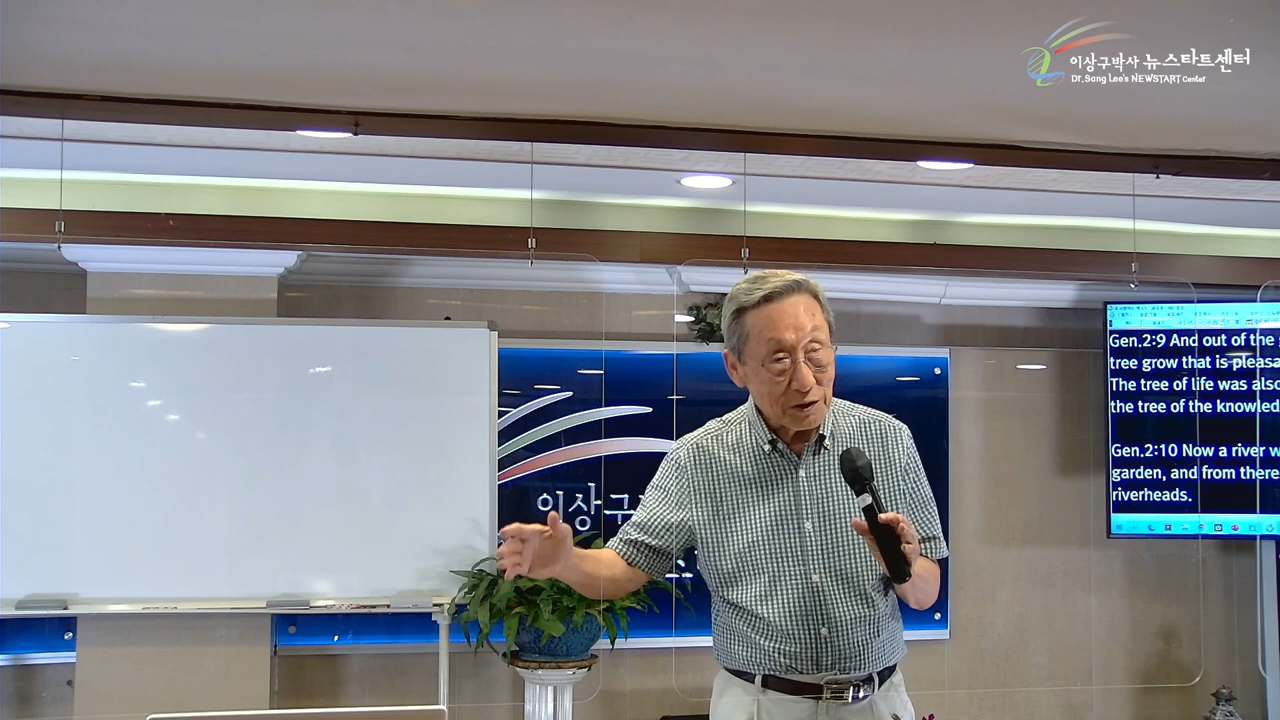 이상구박사 뉴스타트센터
Dr. Sang Lee's NEWSTART Center
이상구
Gen.2:9 And out of the
tree grow that is pleasa
The tree of life was also
the tree of the knowled
Gen.2:10 Now a river w
garden, and from there
riverheads.